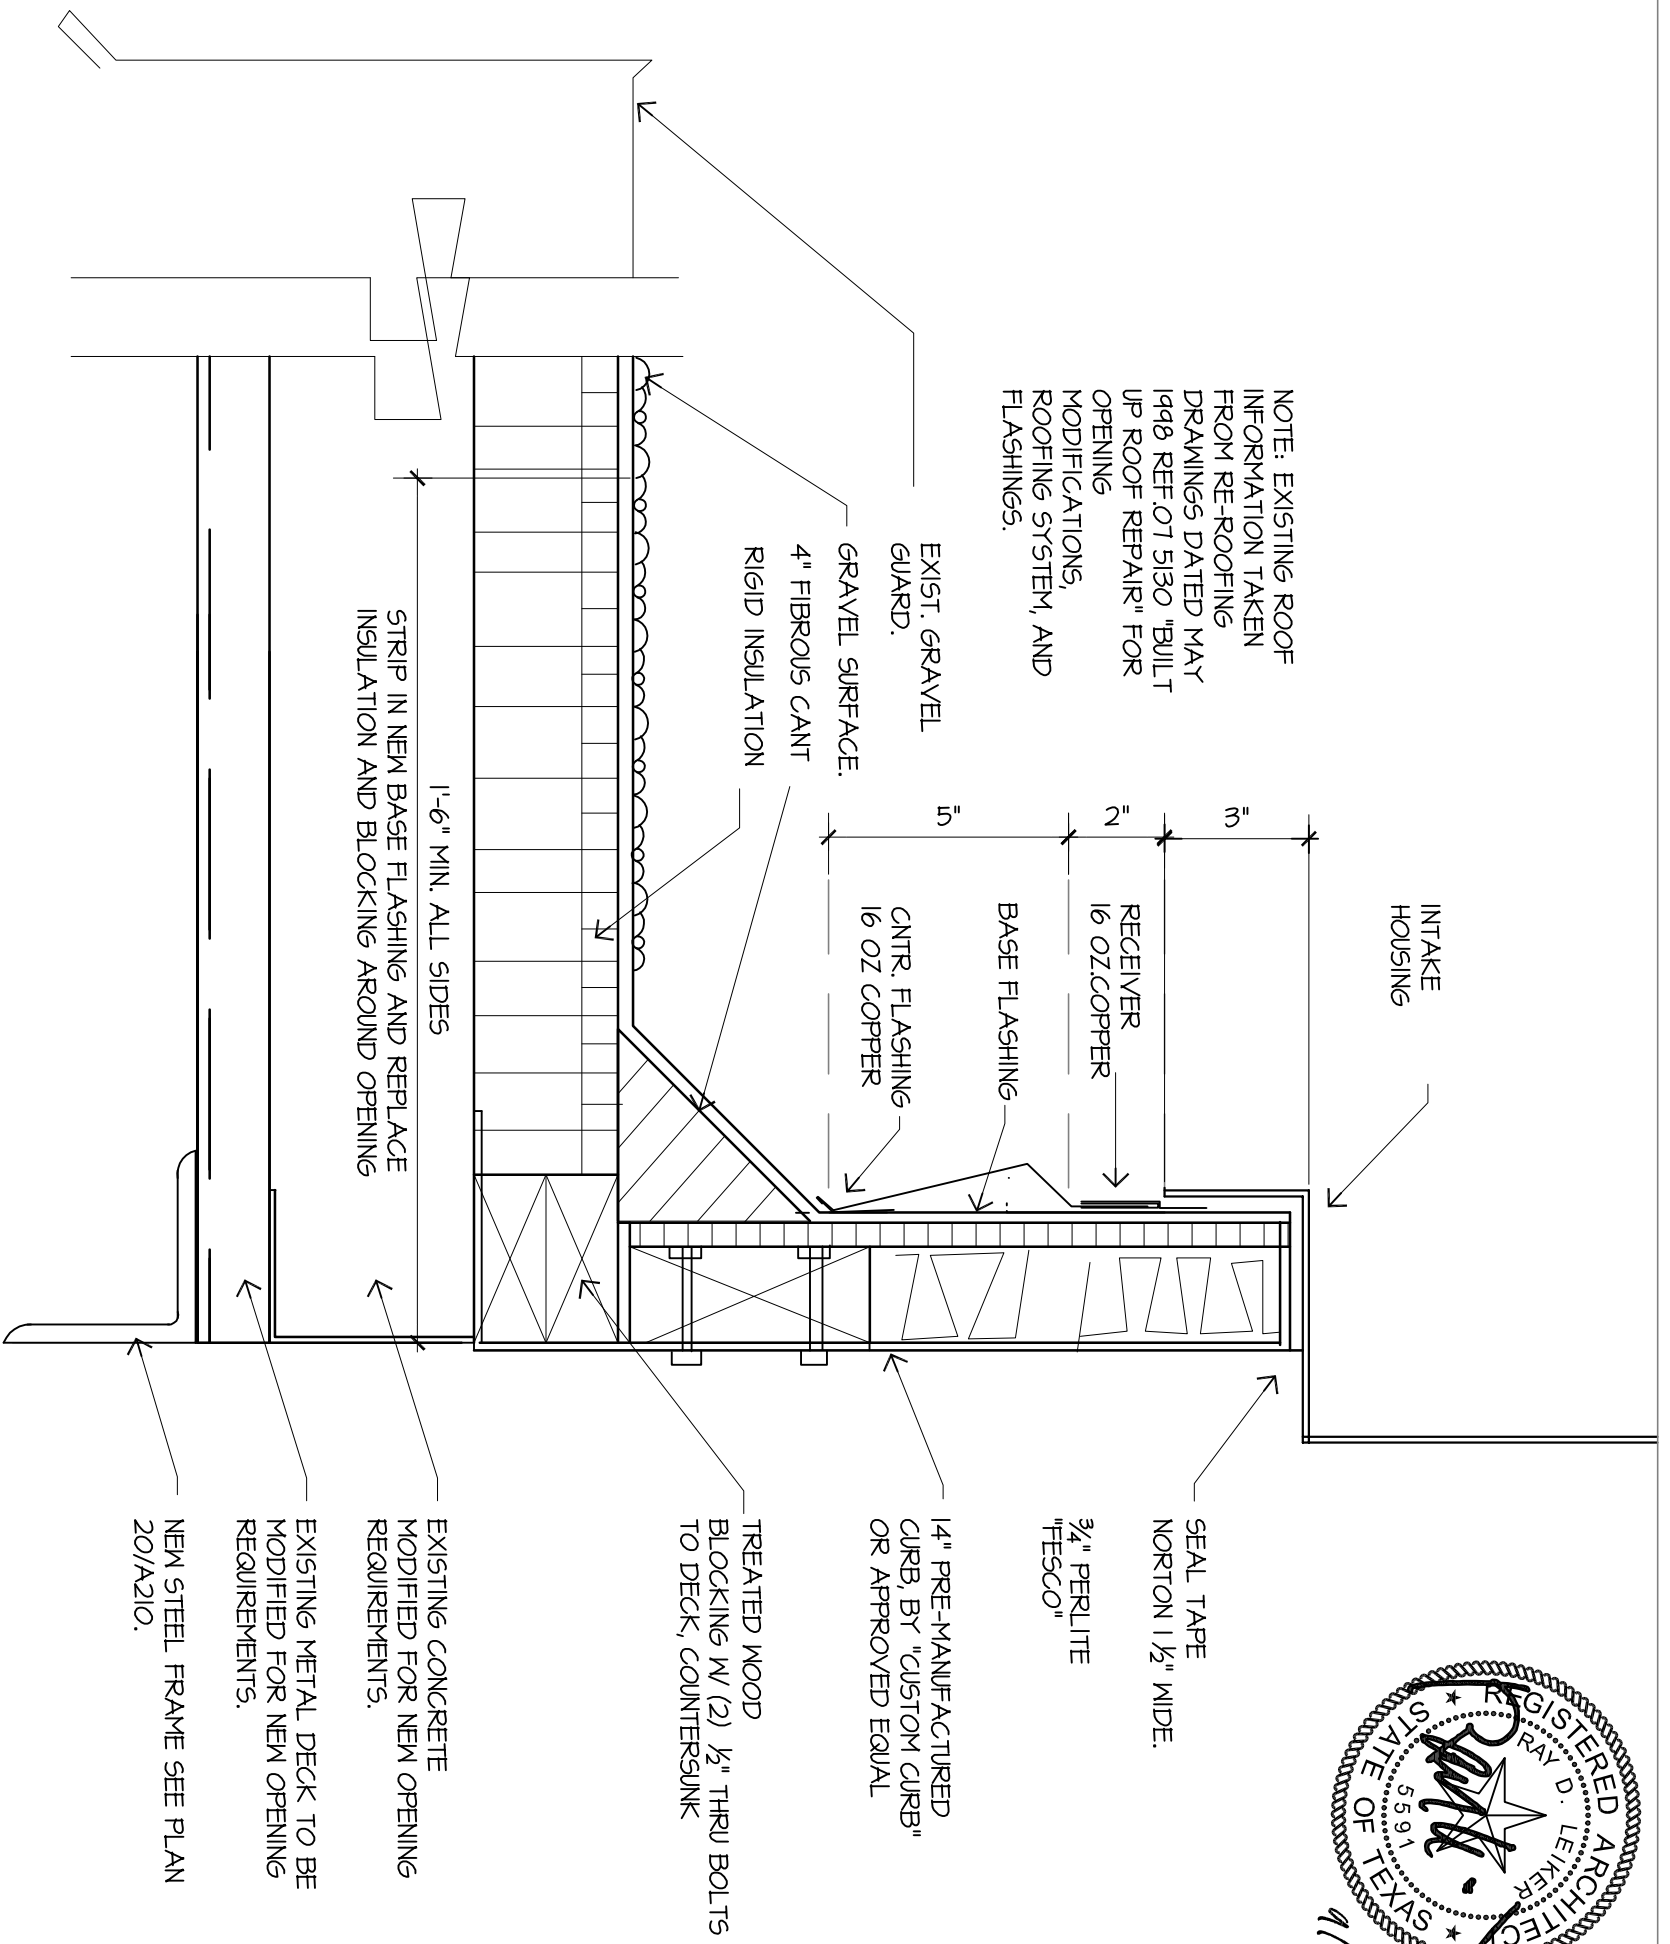 NOTE: EXISTING ROOF
INFORMATION TAKEN
FROM RE-ROOFING
DRAWINGS DATED MAY
1998 REF.07 5130 "BUILT
UP ROOF REPAIR" FOR
OPENING
MODIFICATIONS,
ROOFING SYSTEM, AND
FLASHINGS.
EXIST. GRAVEL
GUARD.
GRAVEL SURFACE.
4" FIBROUS CANT
RIGID INSULATION
1'-6" MIN. ALL SIDES
STRIP IN NEW BASE FLASHING AND REPLACE
INSULATION AND BLOCKING AROUND OPENING
3"
2"
5"
INTAKE
HOUSING
RECEIVER
16 OZ.COPPER
BASE FLASHING
CNTR. FLASHING
16 OZ COPPER
SEAL TAPE
NORTON 1 ½" WIDE.
¾" PERLITE
"FESCO"
14" PRE-MANUFACTURED
CURB, BY "CUSTOM CURB"
OR APPROVED EQUAL
TREATED WOOD
BLOCKING W/ (2) ½" THRU BOLTS
TO DECK, COUNTERSUNK
EXISTING CONCRETE
MODIFIED FOR NEW OPENING
REQUIREMENTS.
EXISTING METAL DECK TO BE
MODIFIED FOR NEW OPENING
REQUIREMENTS.
NEW STEEL FRAME SEE PLAN
20/A210.
REGISTERED ARCHITEC
RAY D. LEIKER
5591
STATE OF TEXAS